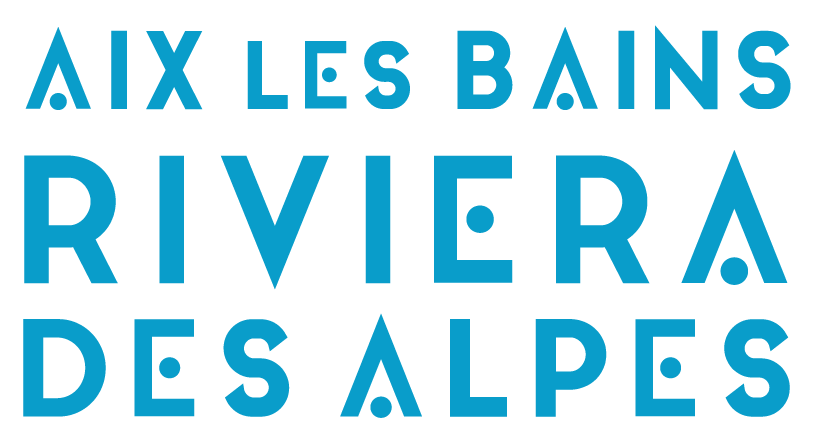 AIX LES BAINS
RIVIERA
DES ALPES